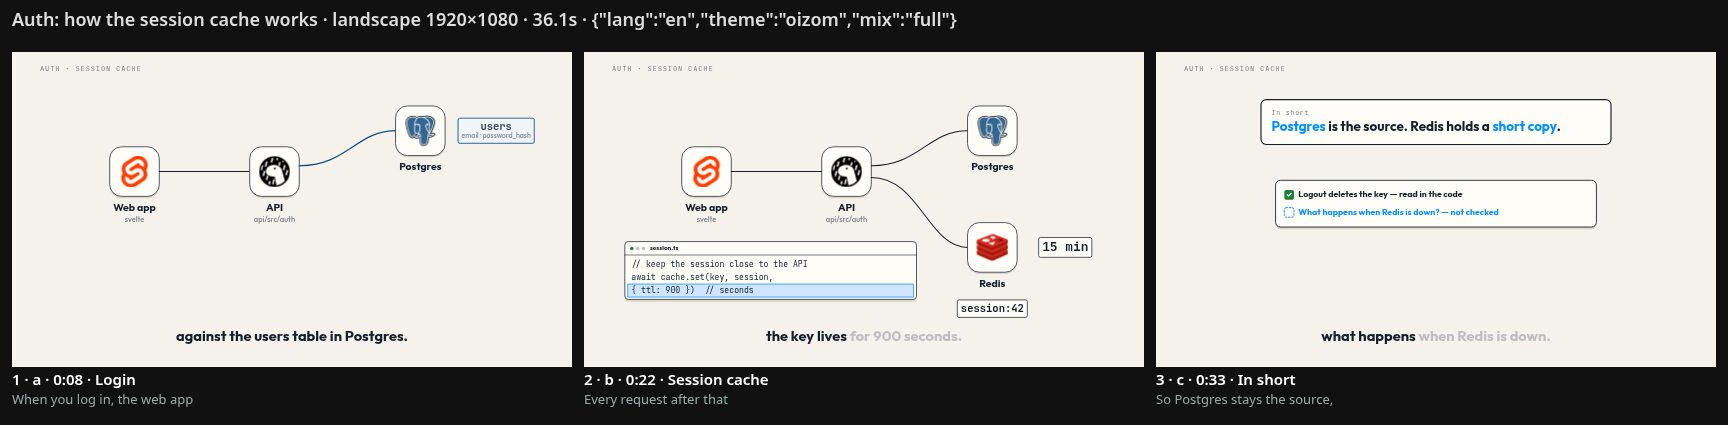 Auth: how the session cache works · landscape 1920×1080 · 36.1s · {"lang":"en","theme":"oizom","mix":"full"}
AUTH · SESSION CACHE
Postgres
users
email·password_hash
Web app
svelte
API
api/src/auth
against the users table in Postgres.
1 · a · 0:08 · Login
When you log in, the web app
AUTH · SESSION CACHE
Postgres
Web app
svelte
API
api/src/auth
session.ts
// keep the session close to the API
await cache.set(key, session,
{ ttl: 900 })  // seconds
15 min
Redis
session:42
the key lives for 900 seconds.
2 · b · 0:22 · Session cache
Every request after that
AUTH · SESSION CACHE
In short
Postgres is the source. Redis holds a short copy.
Logout deletes the key — read in the code
What happens when Redis is down? — not checked
what happens when Redis is down.
3 · c · 0:33 · In short
So Postgres stays the source,